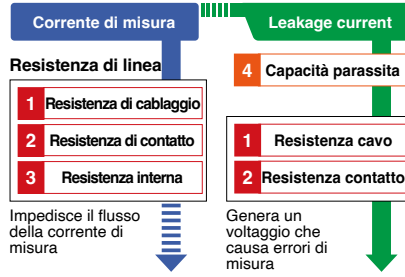 Corrente di misura
Resistenza di linea
1 Resistenza di cablaggio
2 Resistenza di contatto
3 Resistenza interna
Impedisce il flusso
della corrente di
misura
Leakage current
4 Capacità parassita
1 Resistenza cavo
2 Resistenza contatto
Genera un
voltaggio che
causa errori di
misura